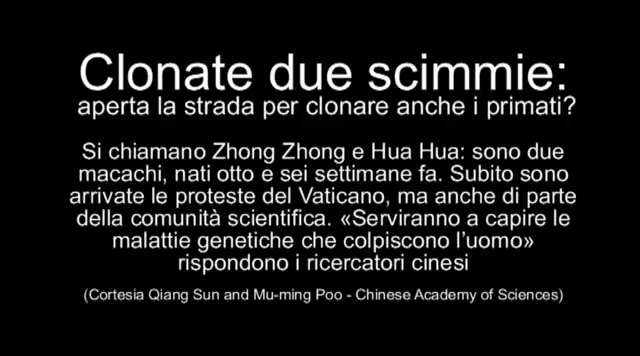 Clonate due scimmie:
aperta la strada per clonare anche i primati?
Si chiamano Zhong Zhong e Hua Hua: sono due
macachi, nati otto e sei settimane fa. Subito sono
arrivate le proteste del Vaticano, ma anche di parte
della comunità scientifica. «Serviranno a capire le
malattie genetiche che colpiscono l’uomo»
rispondono i ricercatori cinesi
(Cortesia Qiang Sun and Mu-ming Poo - Chinese Academy of Sciences)